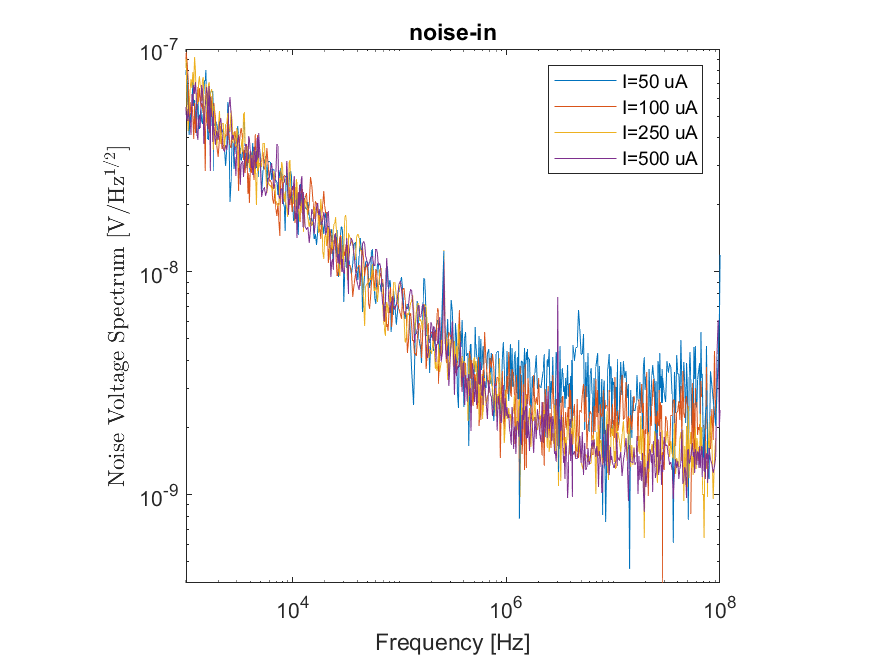 noise-in
10^-7
10^-8
10^-9
Noise Voltage Spectrum [V/Hz^1/2]
I=50 uA
I=100 uA
I=250 uA
I=500 uA
10^4
10^6
10^8
Frequency [Hz]